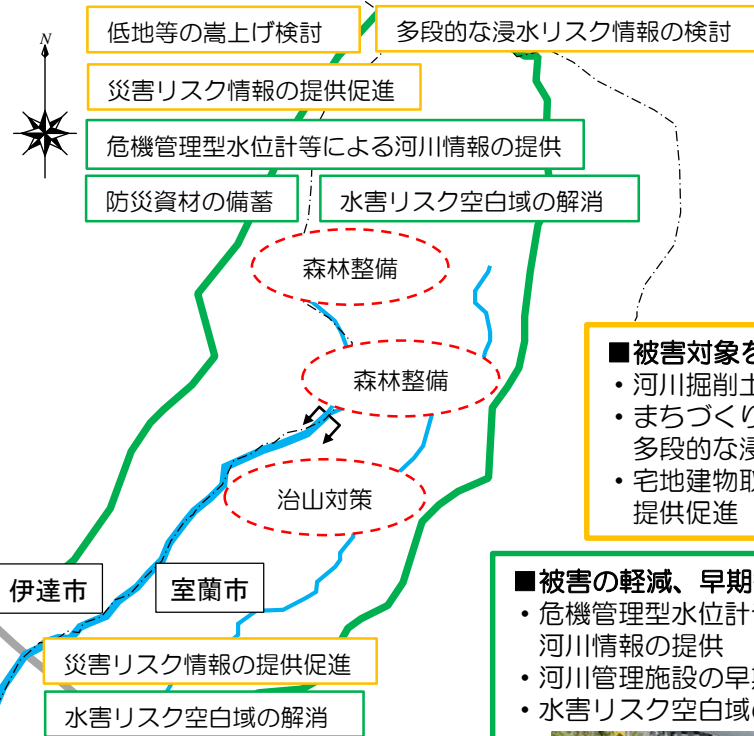 N
低地等の嵩上げ検討
多段的な浸水リスク情報の検討
災害リスク情報の提供促進
危機管理型水位計等による河川情報の提供
防災資材の備蓄
水害リスク空白域の解消
森林整備
森林整備
治山対策
伊達市
室蘭市
災害リスク情報の提供促進
水害リスク空白域の解消
■被害対象を
・河川掘削土
・まちづくり
多段的な浸
・宅地建物取
提供促進
■被害の軽減、早期
・危機管理型水位計
河川情報の提供
・河川管理施設の早期
・水害リスク空白域の